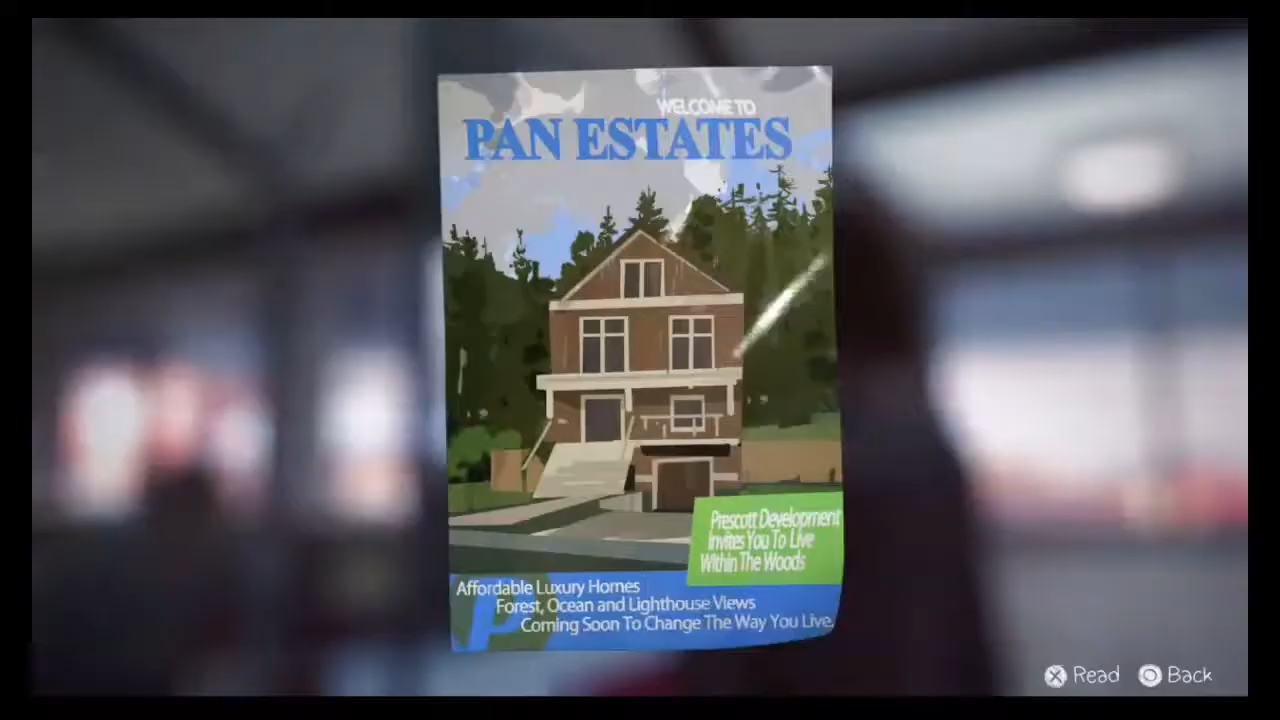 WELCOME TO
PAN ESTATES
Prescott Development
Invites You To Live
Within The Woods
Affordable Luxury Homes
Forest, Ocean and Lighthouse Views
Coming Soon To Change The Way You Live.
P
Read
Back